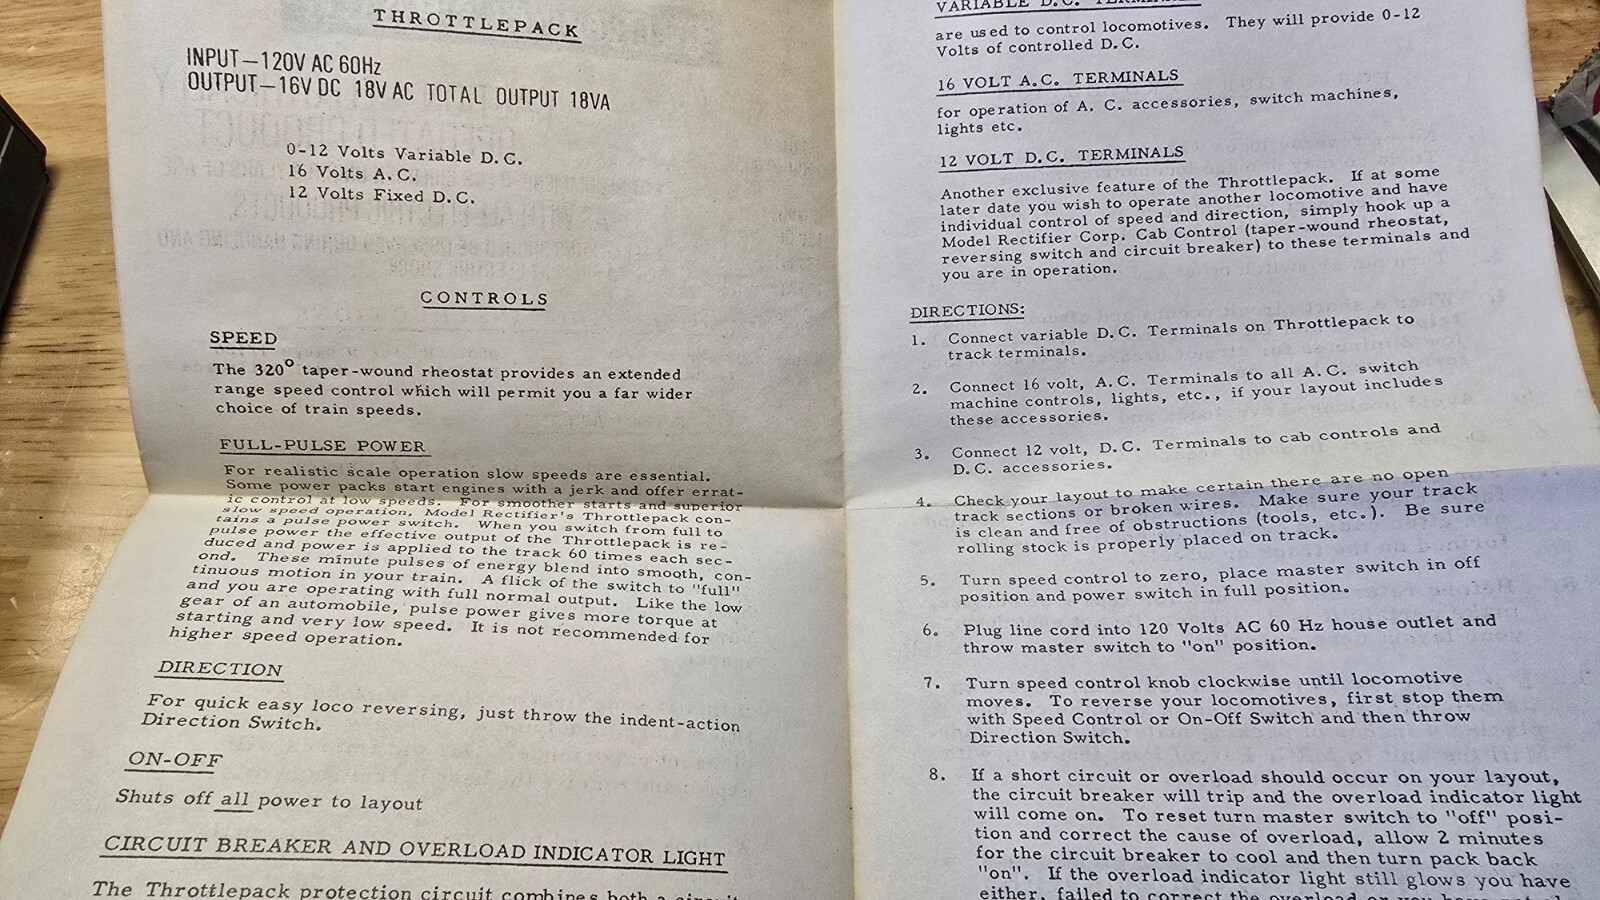 THROTTLEPACK
INPUT—120V AC 60Hz
OUTPUT—16V DC 18V AC TOTAL OUTPUT 18VA
0-12 Volts Variable D.C.
16 Volts A.C.
12 Volts Fixed D.C.
CONTROLS
SPEED
The 320° taper-wound rheostat provides an extended
range speed control which will permit you a far wider
choice of train speeds.
FULL-PULSE POWER
For realistic scale operation slow speeds are essential.
Some power packs start engines with a jerk and offer errat-
ic control at low speeds. For smoother starts and superior
slow speed operation, Model Rectifier's Throttlepack con-
tains a pulse power switch. When you switch from full to
pulse power the effective output of the Throttlepack is re-
duced and power is applied to the track 60 times each sec-
ond. These minute pulses of energy blend into smooth, con-
tinuous motion in your train. A flick of the switch to "full"
and you are operating with full normal output. Like the low
gear of an automobile, pulse power gives more torque at
starting and very low speed. It is not recommended for
higher speed operation.
DIRECTION
For quick easy loco reversing, just throw the indent-action
Direction Switch.
ON-OFF
Shuts off all power to layout
CIRCUIT BREAKER AND OVERLOAD INDICATOR LIGHT
The Throttlepack protection circuit combines both a circuit
VARIABLE D.C. TERMINALS
are used to control locomotives. They will provide 0-12
Volts of controlled D.C.
16 VOLT A.C. TERMINALS
for operation of A. C. accessories, switch machines,
lights etc.
12 VOLT D.C. TERMINALS
Another exclusive feature of the Throttlepack. If at some
later date you wish to operate another locomotive and have
individual control of speed and direction, simply hook up a
Model Rectifier Corp. Cab Control (taper-wound rheostat,
reversing switch and circuit breaker) to these terminals and
you are in operation.
DIRECTIONS:
1. Connect variable D.C. Terminals on Throttlepack to
track terminals.
2. Connect 16 volt, A.C. Terminals to all A.C. switch
machine controls, lights, etc., if your layout includes
these accessories.
3. Connect 12 volt, D.C. Terminals to cab controls and
D.C. accessories.
4. Check your layout to make certain there are no open
track sections or broken wires. Make sure your track
is clean and free of obstructions (tools, etc.). Be sure
rolling stock is properly placed on track.
5. Turn speed control to zero, place master switch in off
position and power switch in full position.
6. Plug line cord into 120 Volts AC 60 Hz house outlet and
throw master switch to "on" position.
7. Turn speed control knob clockwise until locomotive
moves. To reverse your locomotives, first stop them
with Speed Control or On-Off Switch and then throw
Direction Switch.
8. If a short circuit or overload should occur on your layout,
the circuit breaker will trip and the overload indicator light
will come on. To reset turn master switch to "off" posi-
tion and correct the cause of overload, allow 2 minutes
for the circuit breaker to cool and then turn pack back
"on". If the overload indicator light still glows you have
either, failed to correct the overload or you have not